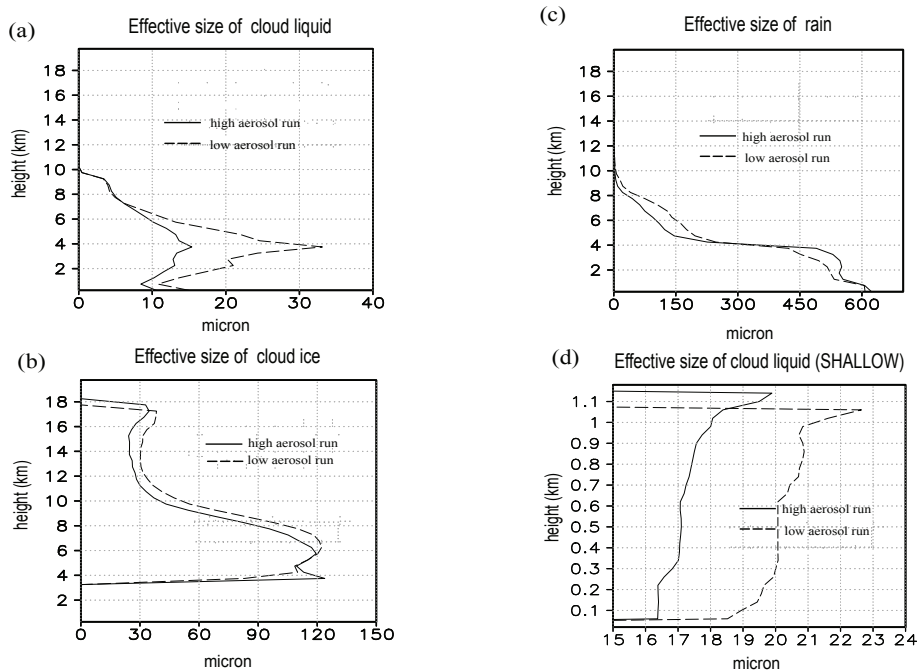 (a)
Effective size of cloud liquid
18
16
14
12
10
8
6
4
2
height (km)
high aerosol run
low aerosol run
0 10 20 30 40
micron
(c)
Effective size of rain
18
16
14
12
10
8
6
4
2
height (km)
high aerosol run
low aerosol run
0 150 300 450 600
micron
(b)
Effective size of cloud ice
18
16
14
12
10
8
6
4
2
height (km)
high aerosol run
low aerosol run
0 30 60 90 120 150
micron
(d)
Effective size of cloud liquid (SHALLOW)
1.1
1
0.9
0.8
0.7
0.6
0.5
0.4
0.3
0.2
0.1
height (km)
high aerosol run
low aerosol run
15 16 17 18 19 20 21 22 23 24
micron